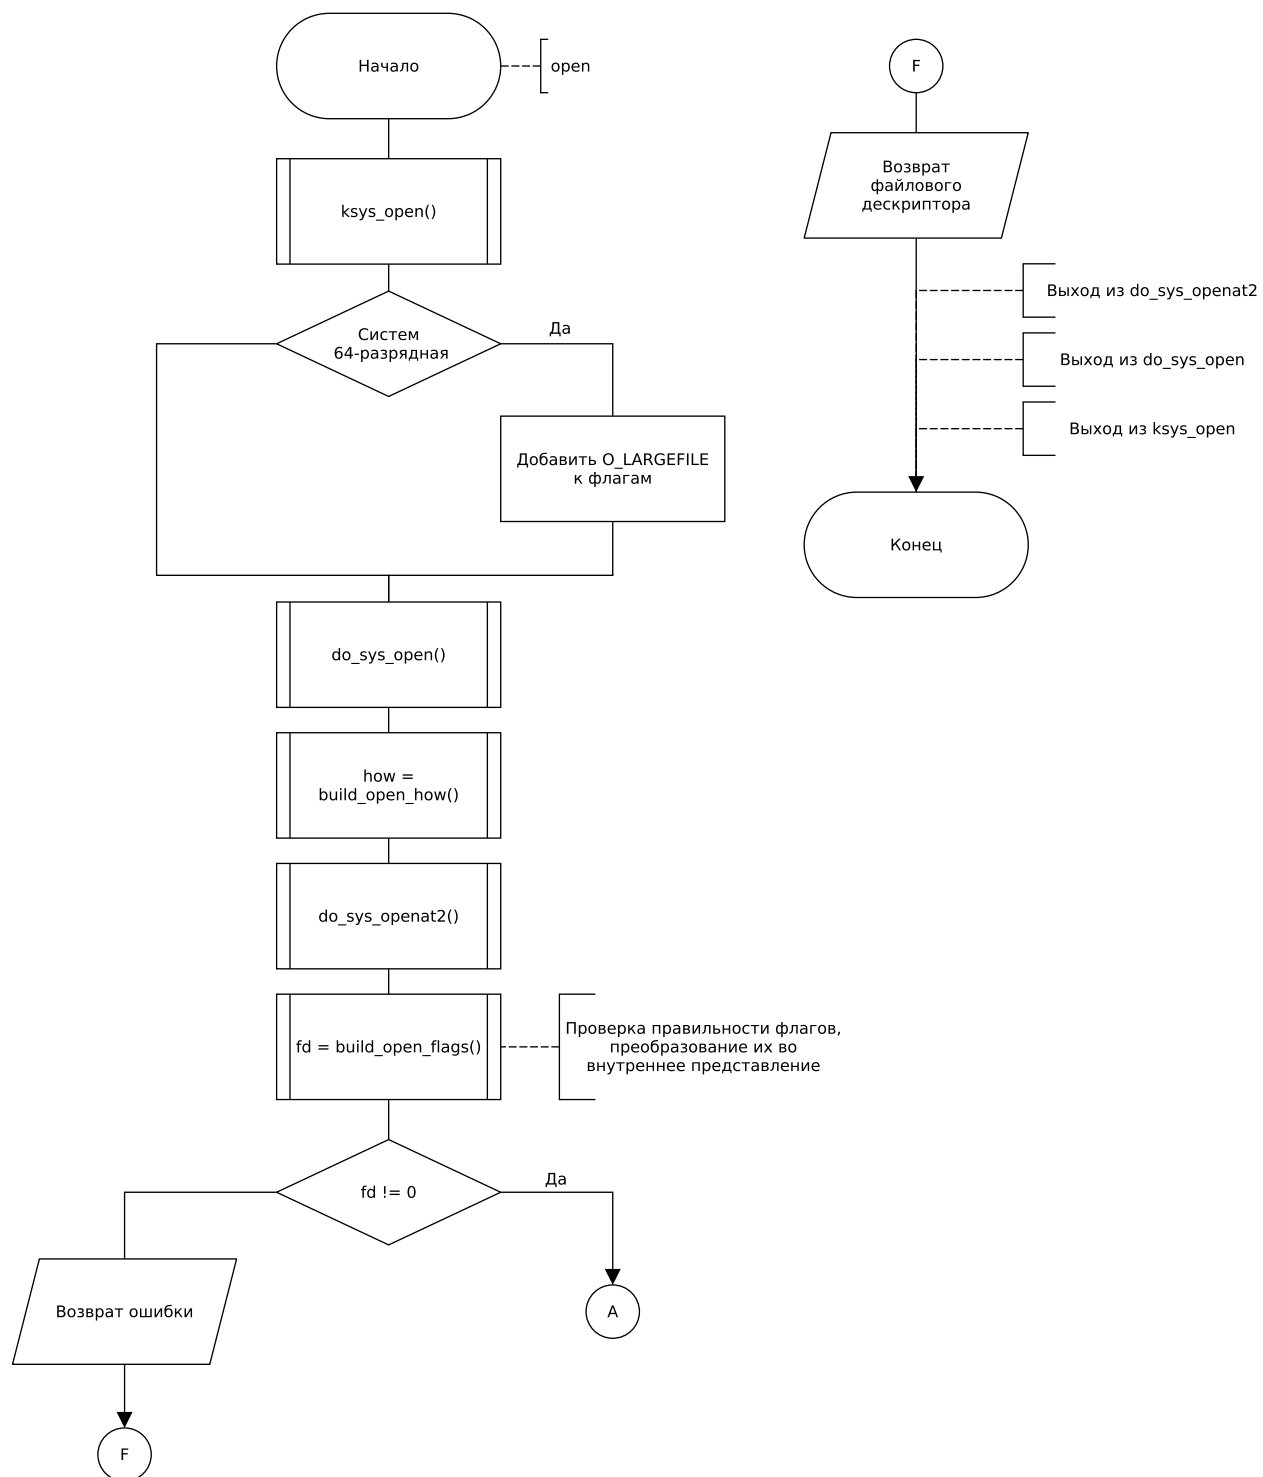 Начало
open
ksys_open()
Систем
64-разрядная
Да
Добавить O_LARGEFILE
к флагам
do_sys_open()
how =
build_open_how()
do_sys_openat2()
fd = build_open_flags()
Проверка правильности флагов,
преобразование их во
внутреннее представление
fd != 0
Да
Возврат ошибки
A
F
F
Возврат
файлового
дескриптора
Выход из do_sys_openat2
Выход из do_sys_open
Выход из ksys_open
Конец